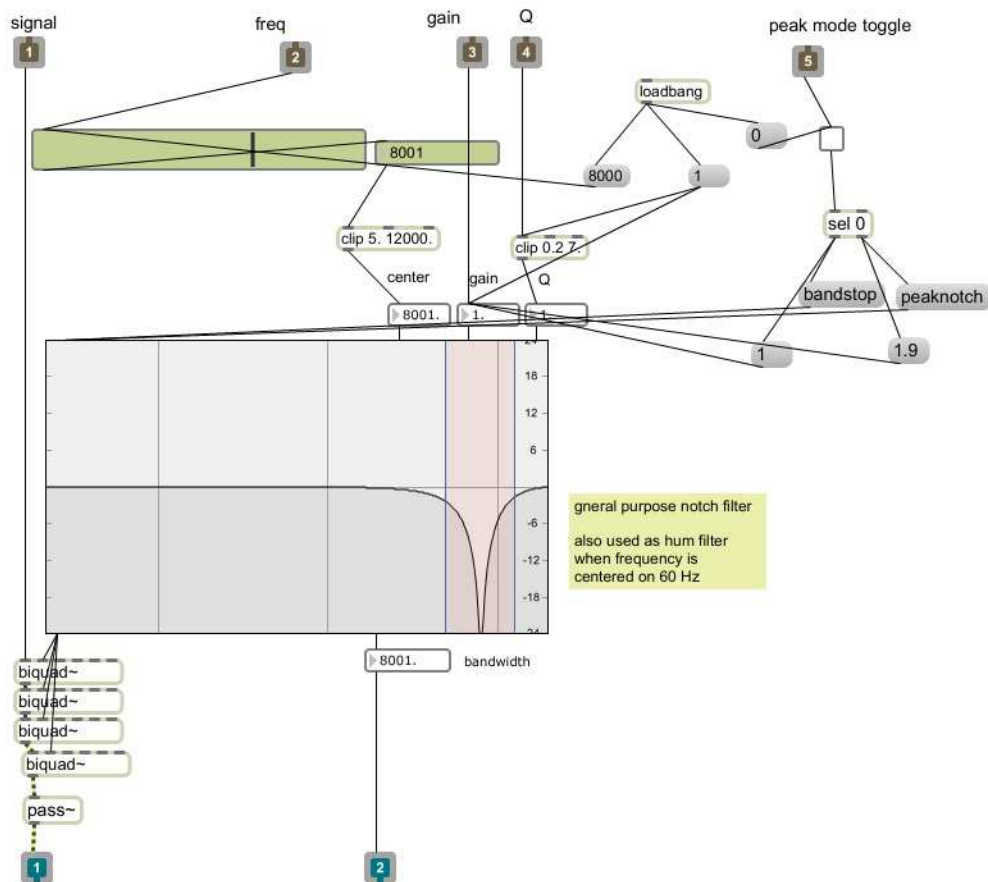 signal
freq
gain
Q
peak mode toggle
1
2
3
4
5
loadbang
0
8001
8000
1
clip 5. 12000.
clip 0.2 7.
sel 0
center
gain
Q
bandstop
peaknotch
8001.
1.
1
1.9
18
12
6
-6
-12
-18
gneral purpose notch filter
also used as hum filter
when frequency is
centered on 60 Hz
8001.
bandwidth
biquad~
biquad~
biquad~
biquad~
pass~
1
2